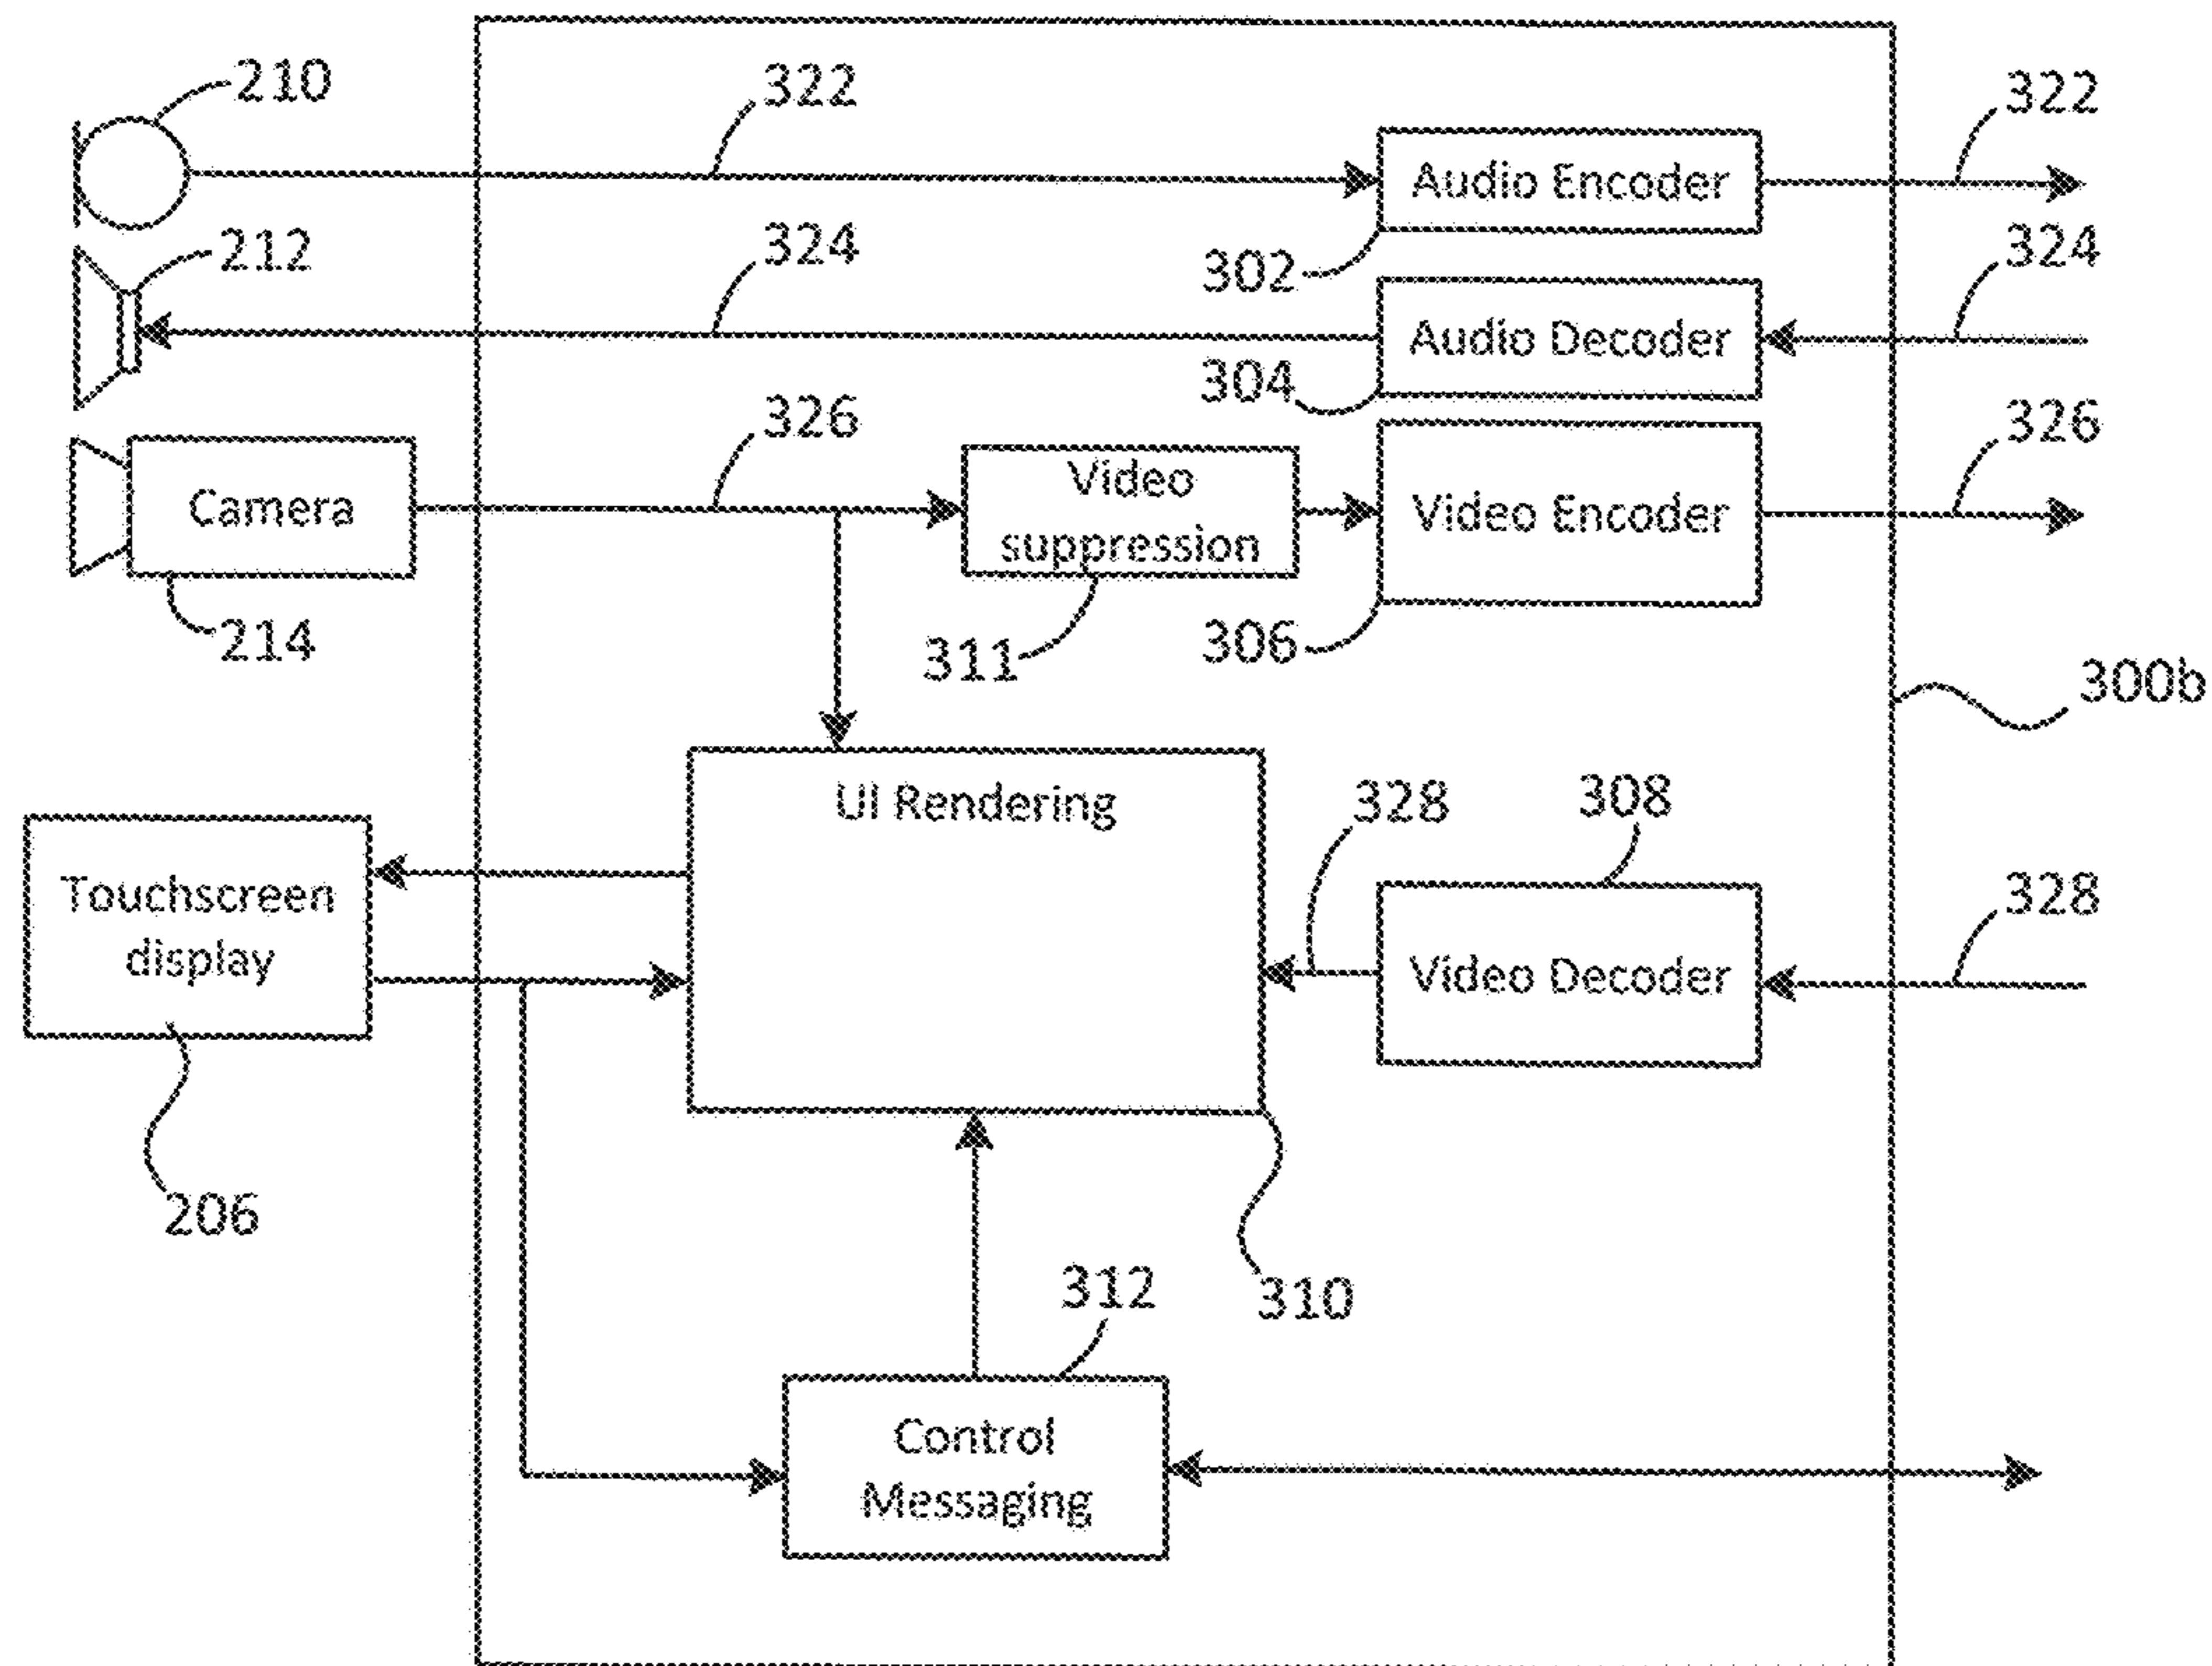 210
322
322
Audio Encoder
302
212
324
324
Audio Decoder
304
326
326
Camera
Video
suppression
Video Encoder
214
311
306
300b
UI Rendering
328
308
328
Touchscreen
display
Video Decoder
206
310
312
Control
Messaging